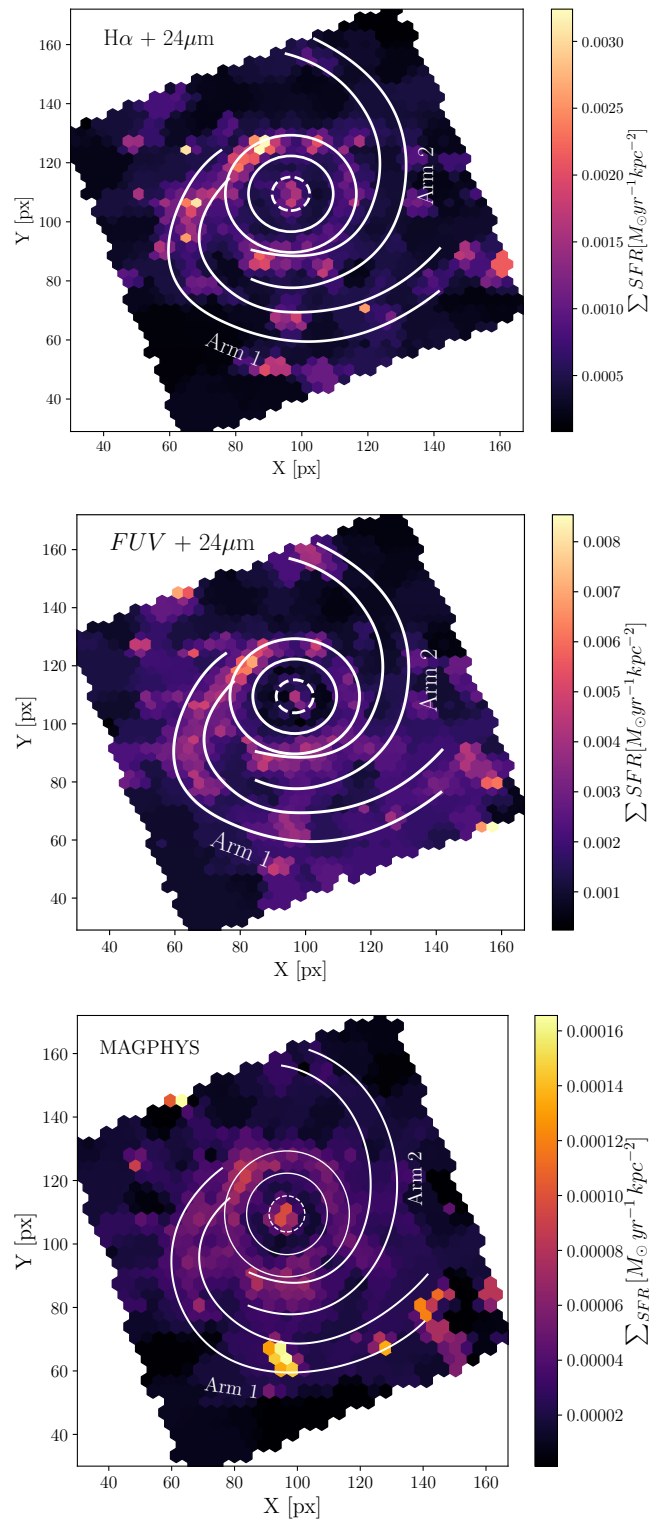 Hα + 24μm
160
140
120
100
80
60
40
Y [px]
40 60 80 100 120 140 160
X [px]
Arm 1
Arm 2
0.0030
0.0025
0.0020
0.0015
0.0010
0.0005
∑ SFR[M⊙yr⁻¹kpc⁻²]
FUV + 24μm
160
140
120
100
80
60
40
Y [px]
40 60 80 100 120 140 160
X [px]
Arm 1
Arm 2
0.008
0.007
0.006
0.005
0.004
0.003
0.002
0.001
∑ SFR[M⊙yr⁻¹kpc⁻²]
MAGPHYS
160
140
120
100
80
60
40
Y [px]
40 60 80 100 120 140 160
X [px]
Arm 1
Arm 2
0.00016
0.00014
0.00012
0.00010
0.00008
0.00006
0.00004
0.00002
∑SFR [M⊙ yr⁻¹ kpc⁻²]